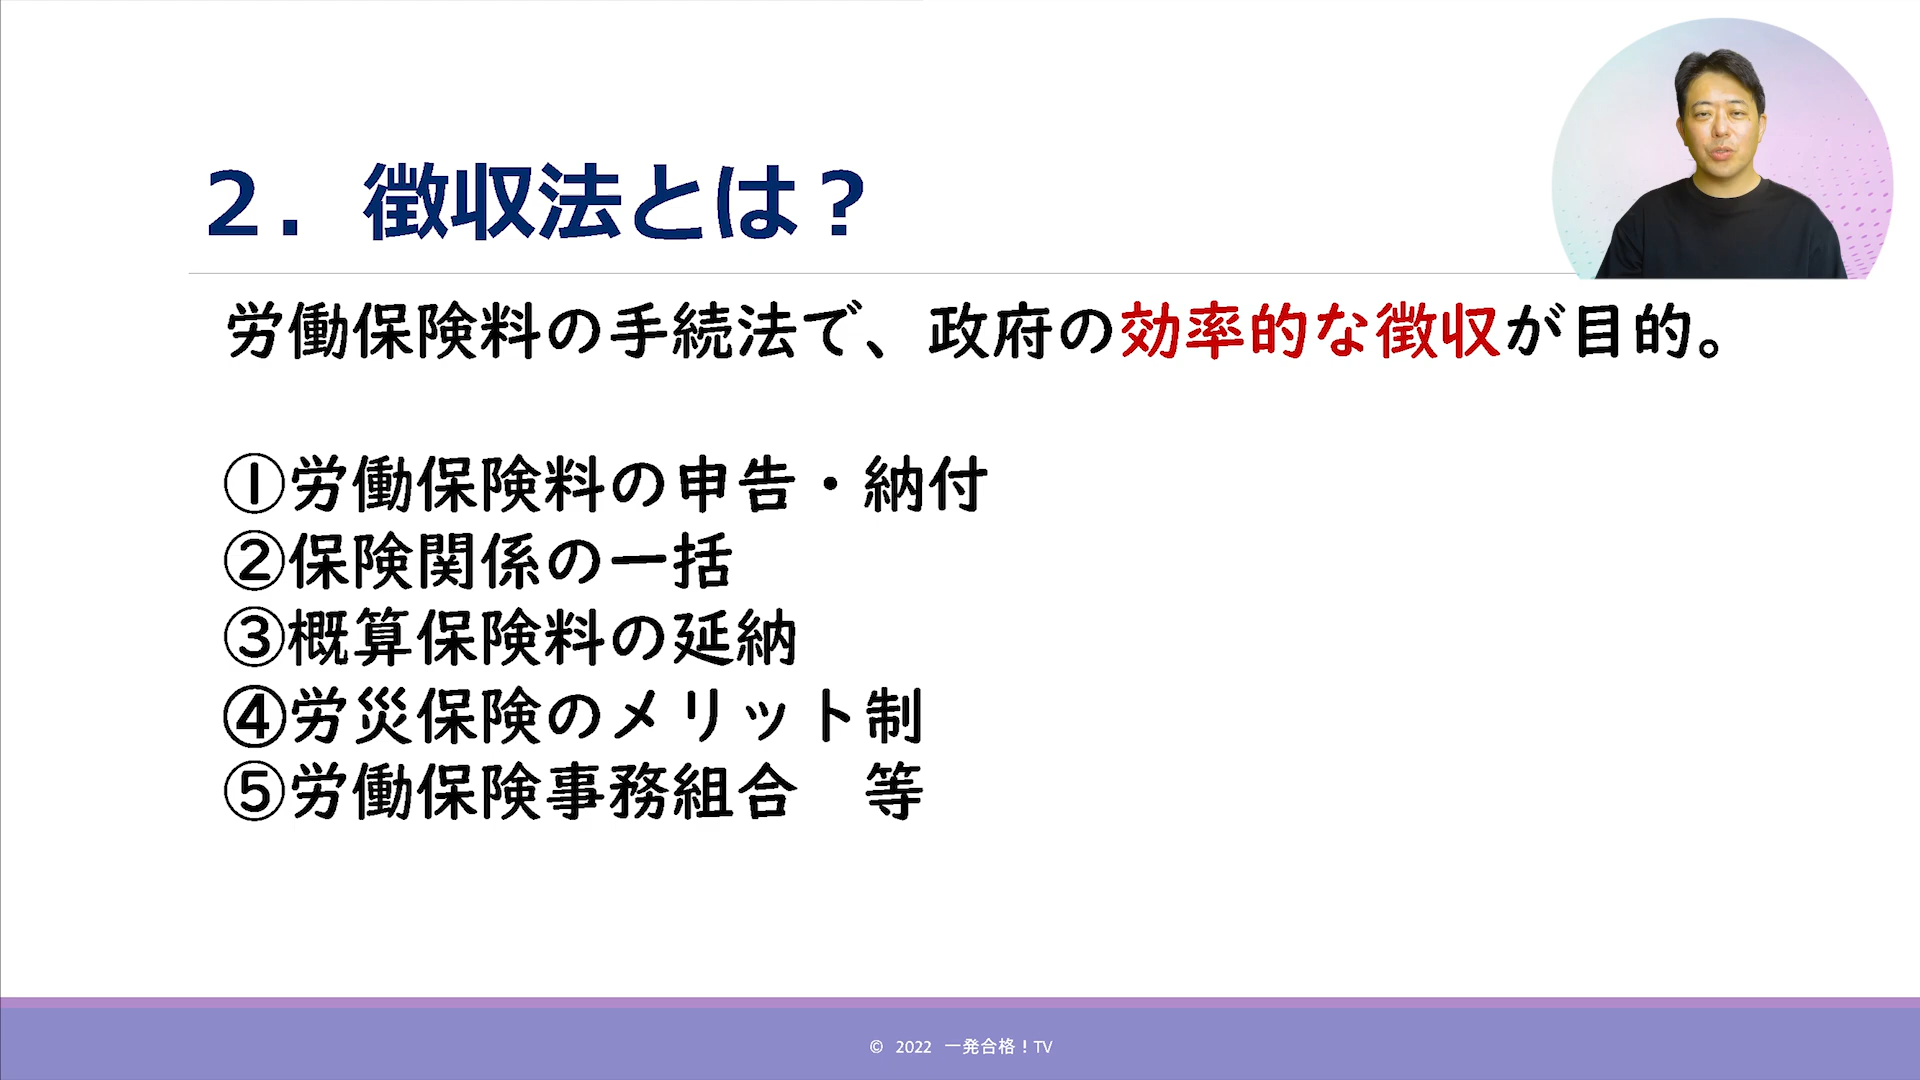 ２．徴収法とは？
労働保険料の手続法で、政府の効率的な徴収が目的。
①労働保険料の申告・納付
②保険関係の一括
③概算保険料の延納
④労災保険のメリット制
⑤労働保険事務組合　等
© 2022 一発合格！TV